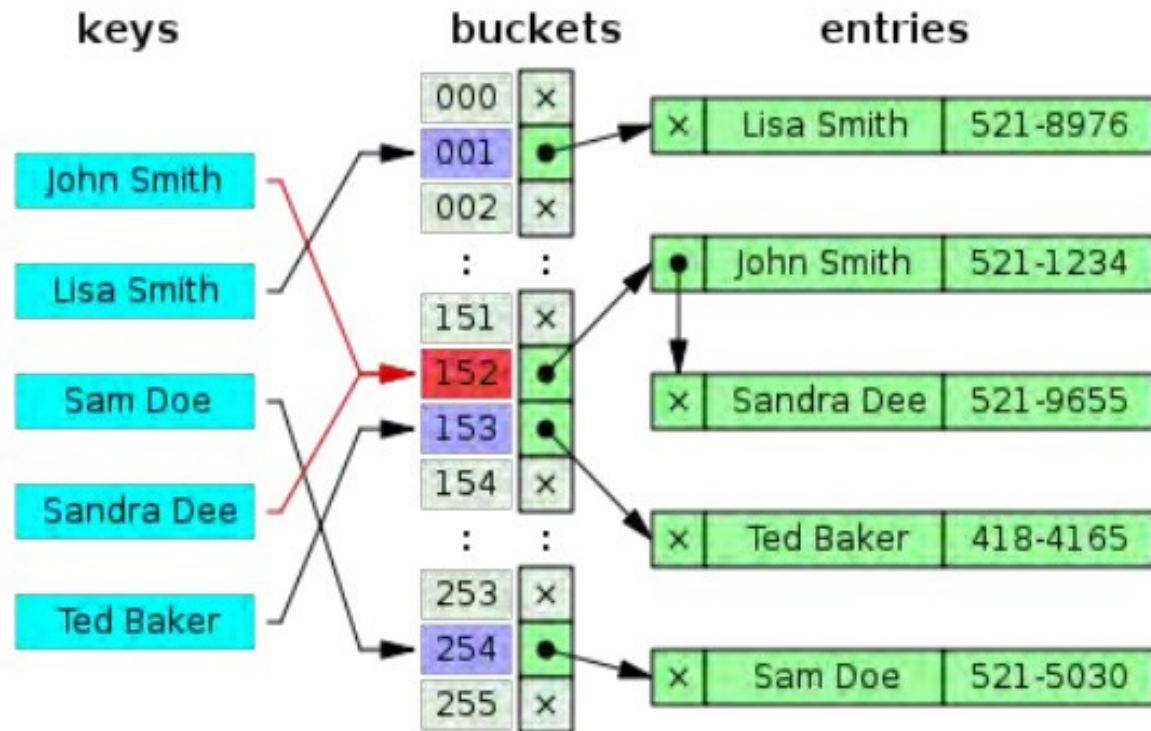 keys
buckets
entries
John Smith
Lisa Smith
Sam Doe
Sandra Dee
Ted Baker
000 ×
001
002 ×
: :
151 ×
152
153
154 ×
: :
253 ×
254
255 ×
× Lisa Smith 521-8976
John Smith 521-1234
× Sandra Dee 521-9655
× Ted Baker 418-4165
× Sam Doe 521-5030